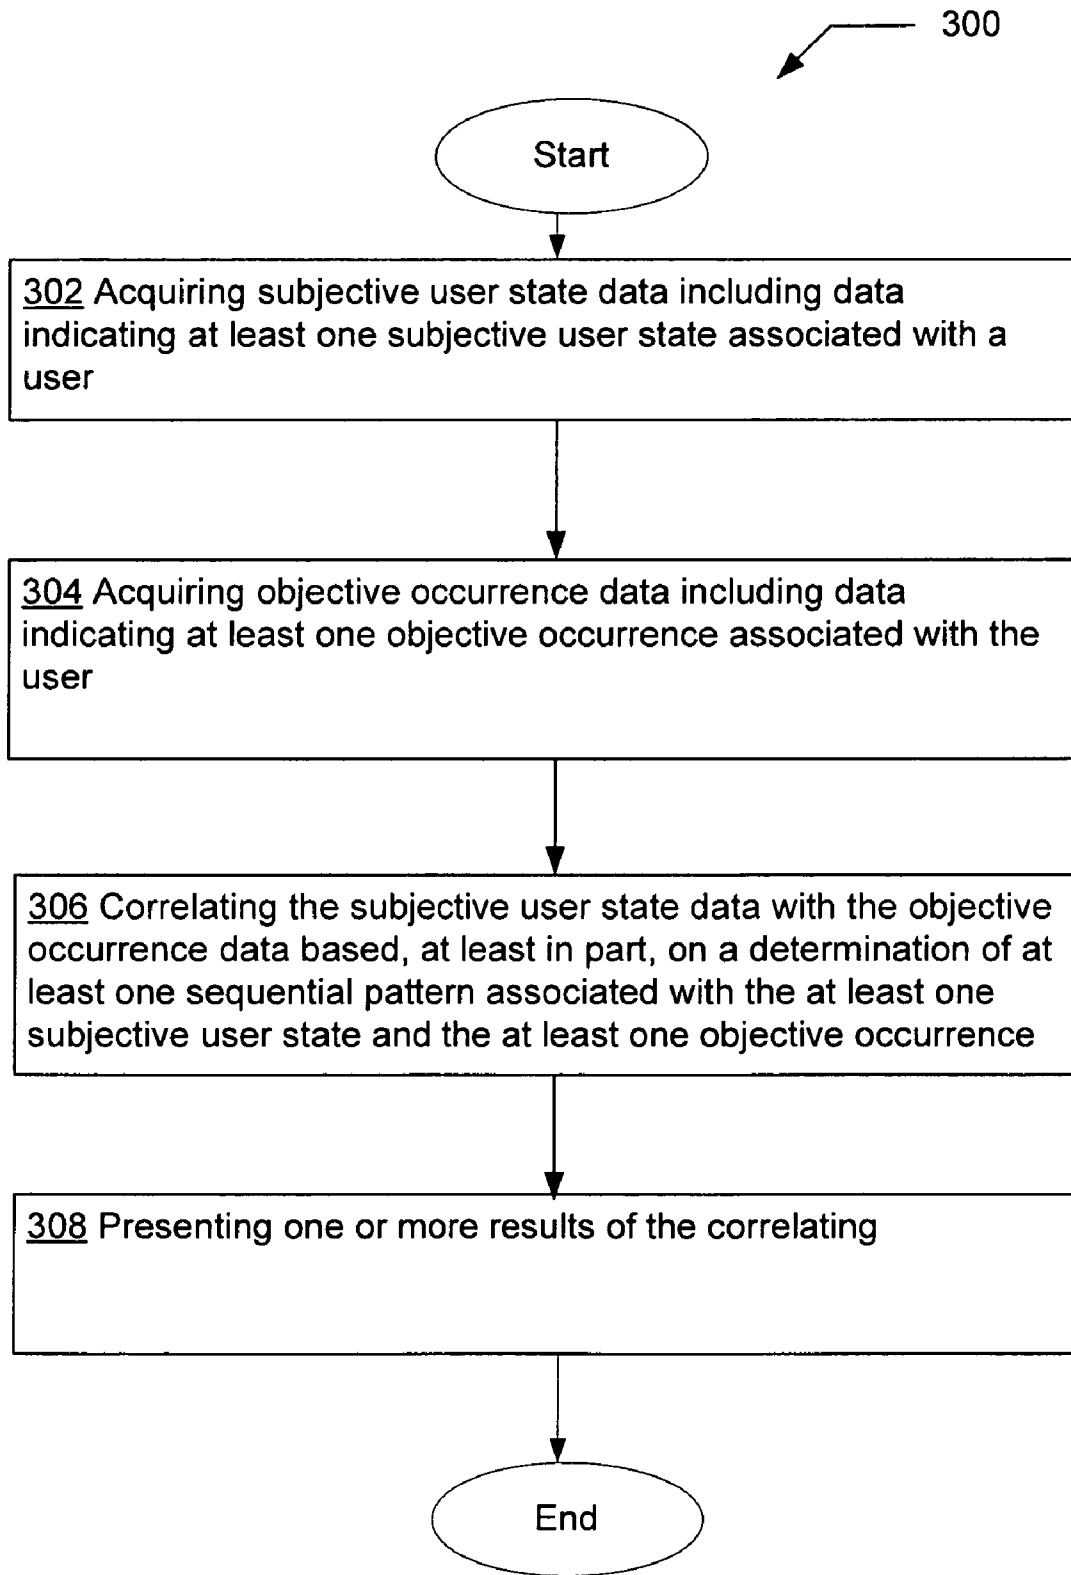 300
Start
302 Acquiring subjective user state data including data
indicating at least one subjective user state associated with a
user
304 Acquiring objective occurrence data including data
indicating at least one objective occurrence associated with the
user
306 Correlating the subjective user state data with the objective
occurrence data based, at least in part, on a determination of at
least one sequential pattern associated with the at least one
subjective user state and the at least one objective occurrence
308 Presenting one or more results of the correlating
End